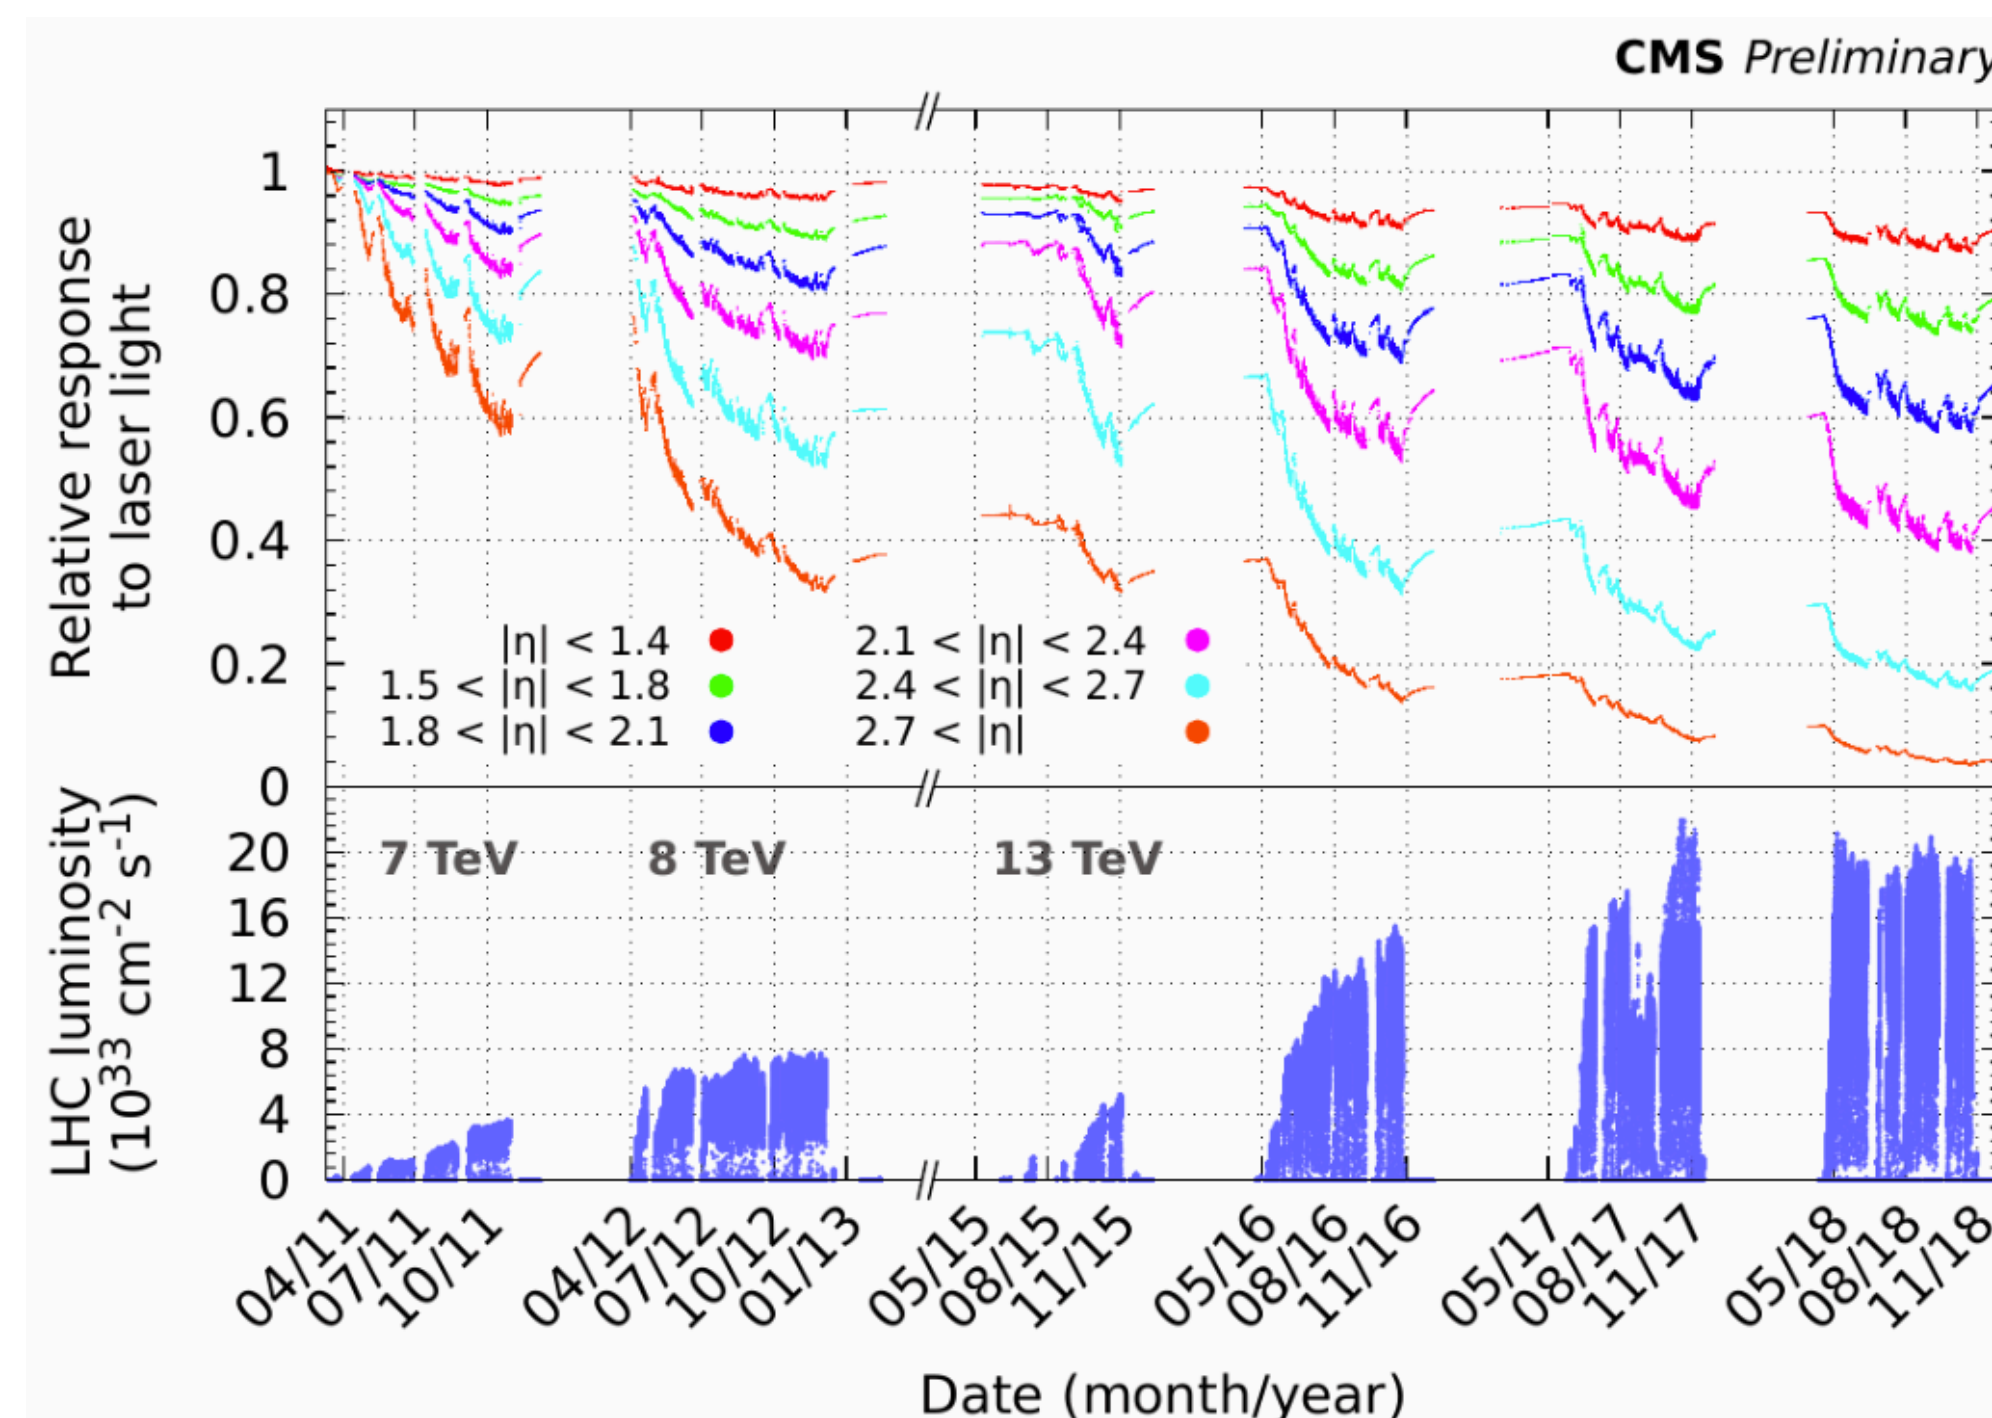 CMS Preliminary
Relative response
to laser light
1
0.8
0.6
0.4
0.2
0
|η| < 1.4
1.5 < |η| < 1.8
1.8 < |η| < 2.1
2.1 < |η| < 2.4
2.4 < |η| < 2.7
2.7 < |η|
LHC luminosity
(10³³ cm⁻² s⁻¹)
20
16
12
8
4
0
7 TeV
8 TeV
13 TeV
04/11
07/11
10/11
04/12
07/12
10/12
01/13
05/15
08/15
11/15
05/16
08/16
11/16
05/17
08/17
11/17
05/18
08/18
11/18
Date (month/year)